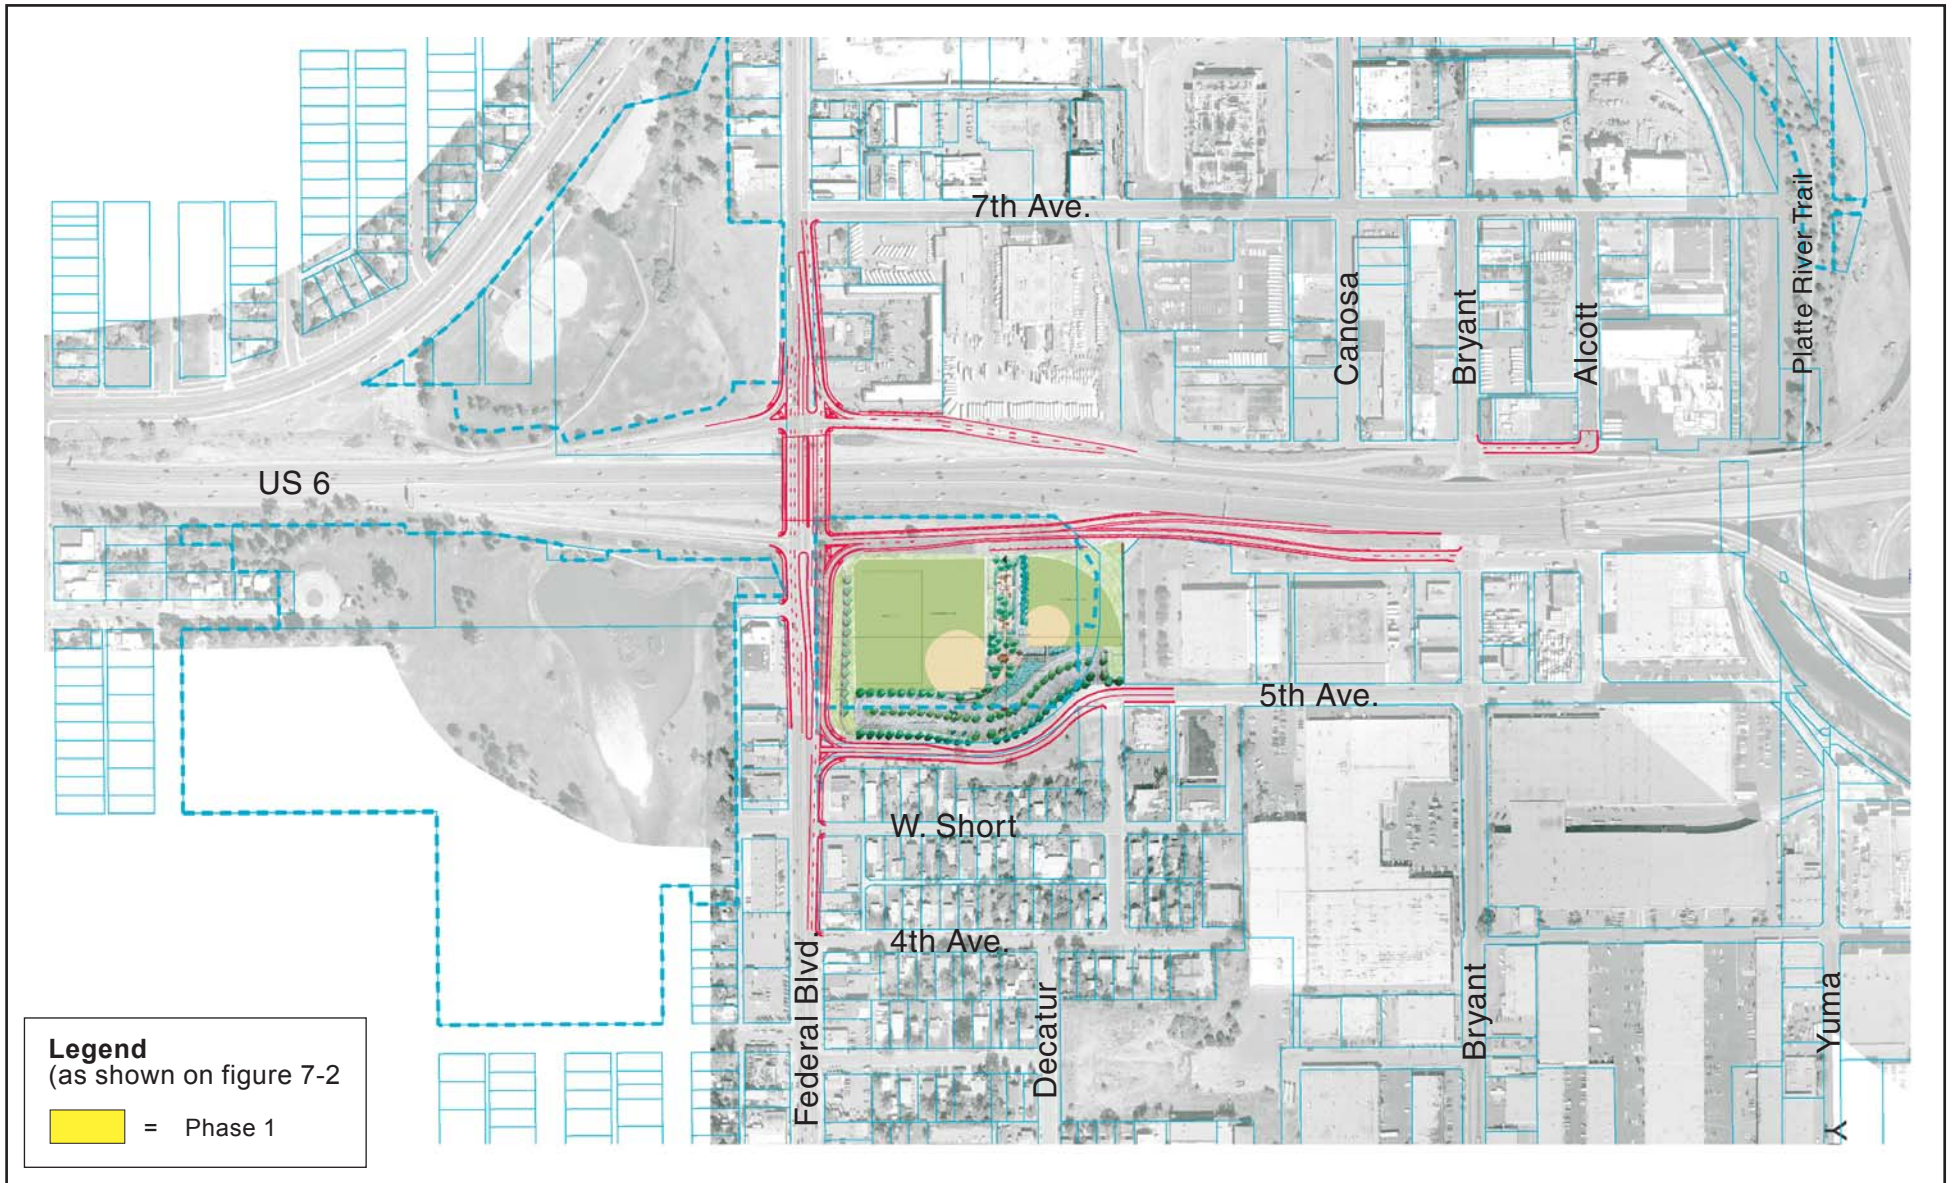 7th Ave.
Platte River Trail
Canosa
Bryant
Alcott
US 6
5th Ave.
W. Short
4th Ave.
Federal Blvd.
Decatur
Bryant
Yuma
Y
Legend
(as shown on figure 7-2
= Phase 1